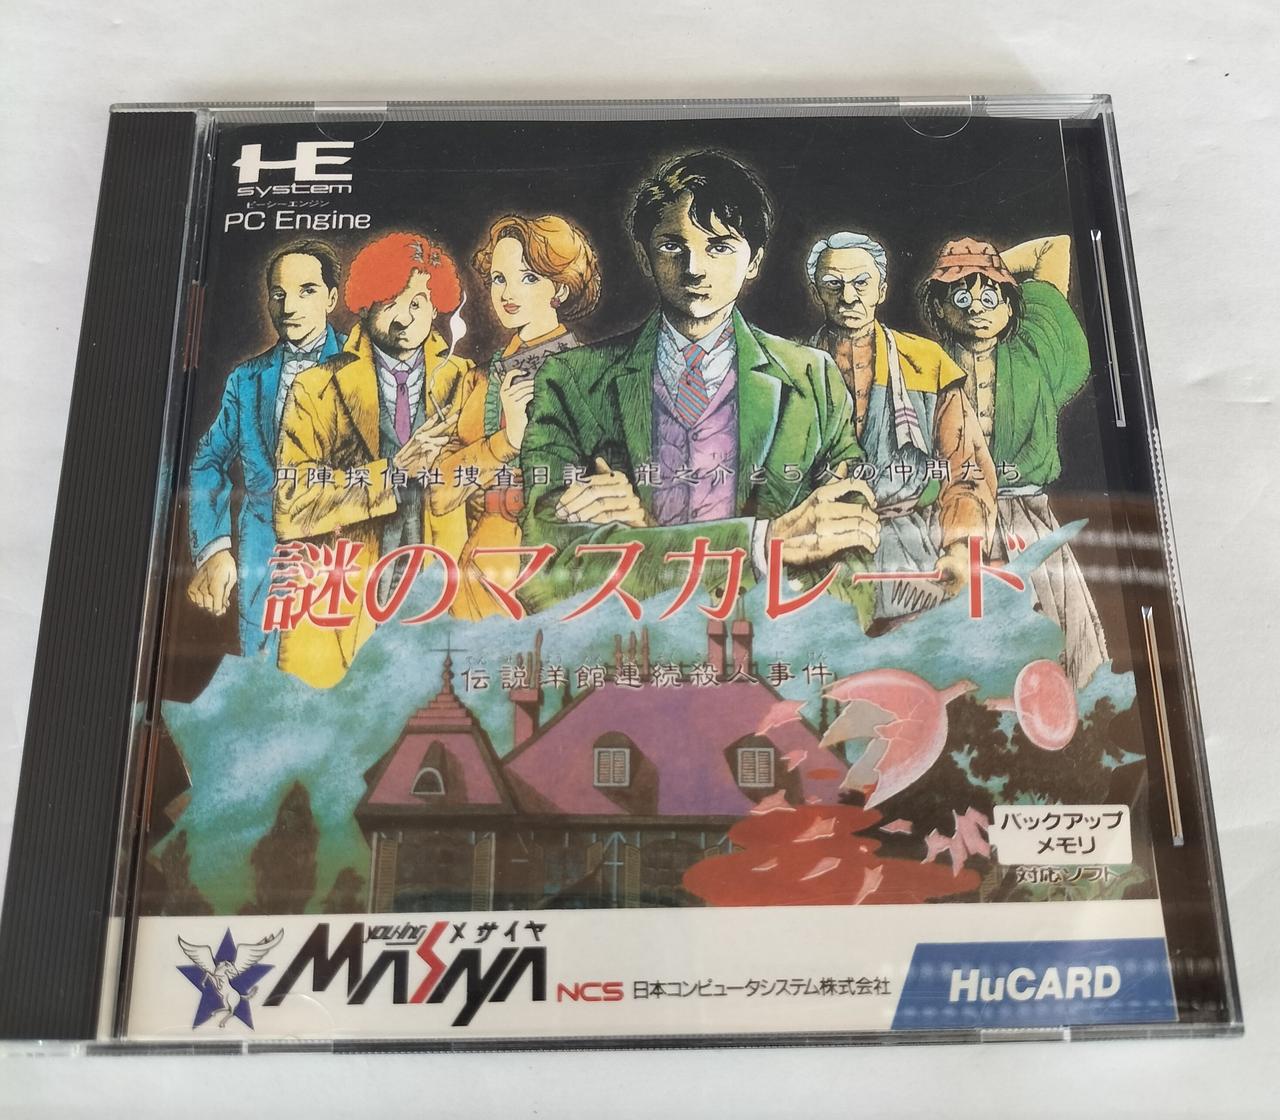 HE
system
ピーシーエンジン
PC Engine
円陣探偵社捜査日記 龍之介と5人の仲間たち
謎のマスカレード
伝説洋館連続殺人事件
バックアップ
メモリ
対応ソフト
メサイヤ
MASAYA
NCS 日本コンピュータシステム株式会社
HuCARD